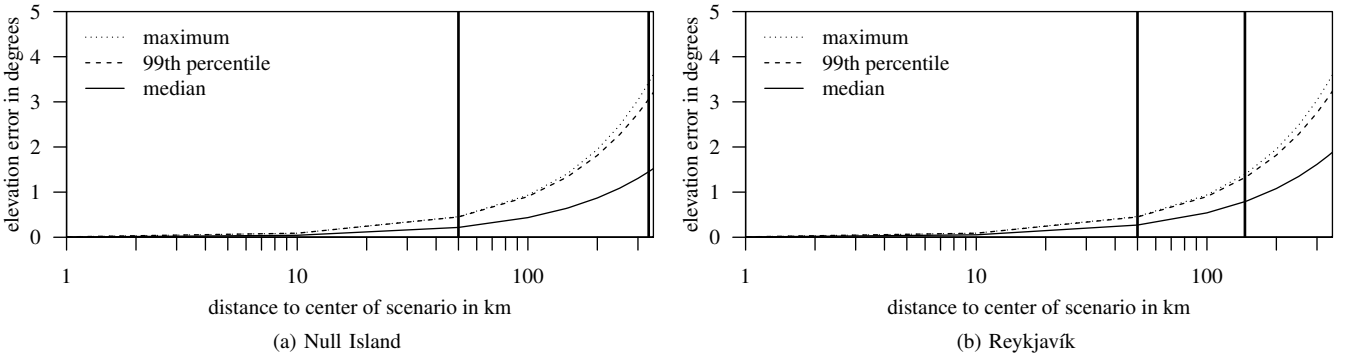 elevation error in degrees
5
4
3
2
1
0
maximum
99th percentile
median
1
10
100
distance to center of scenario in km
(a) Null Island
elevation error in degrees
5
4
3
2
1
0
maximum
99th percentile
median
1
10
100
distance to center of scenario in km
(b) Reykjavík